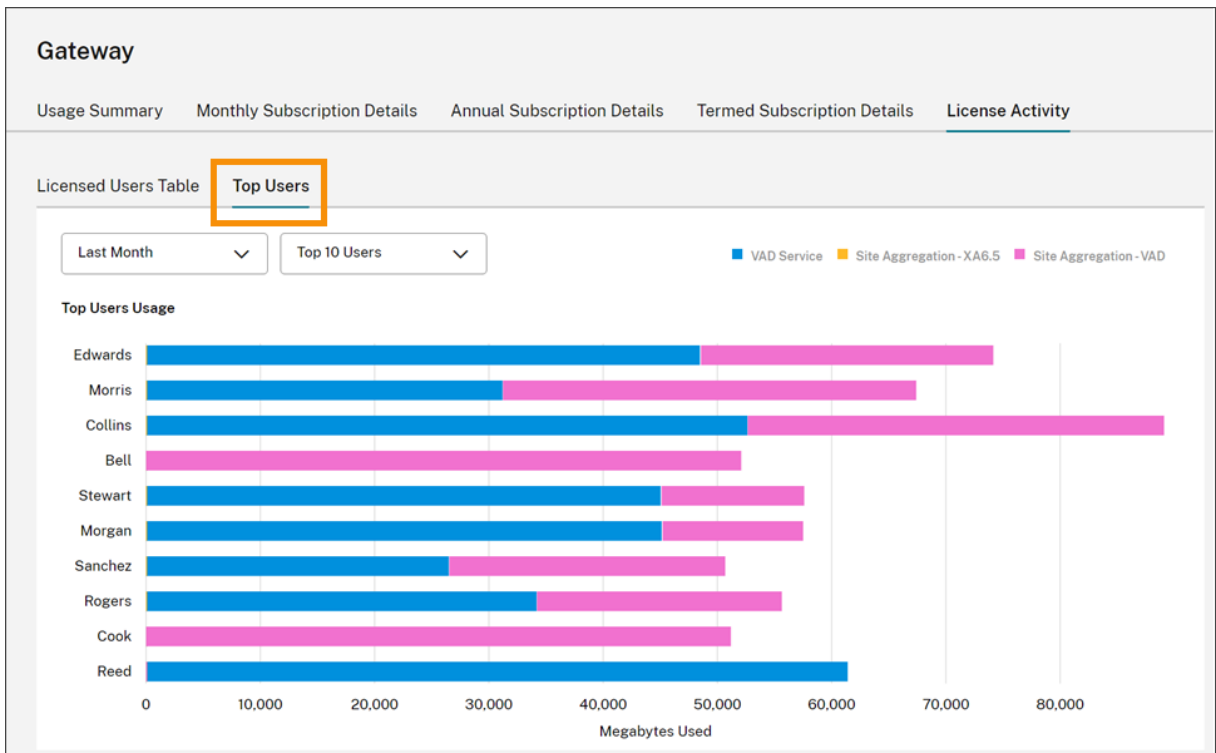 Gateway
Usage Summary Monthly Subscription Details Annual Subscription Details Termed Subscription Details License Activity
Licensed Users Table Top Users
Last Month Top 10 Users VAD Service Site Aggregation - XA6.5 Site Aggregation - VAD
Top Users Usage
Edwards
Morris
Collins
Bell
Stewart
Morgan
Sanchez
Rogers
Cook
Reed
0 10,000 20,000 30,000 40,000 50,000 60,000 70,000 80,000
Megabytes Used